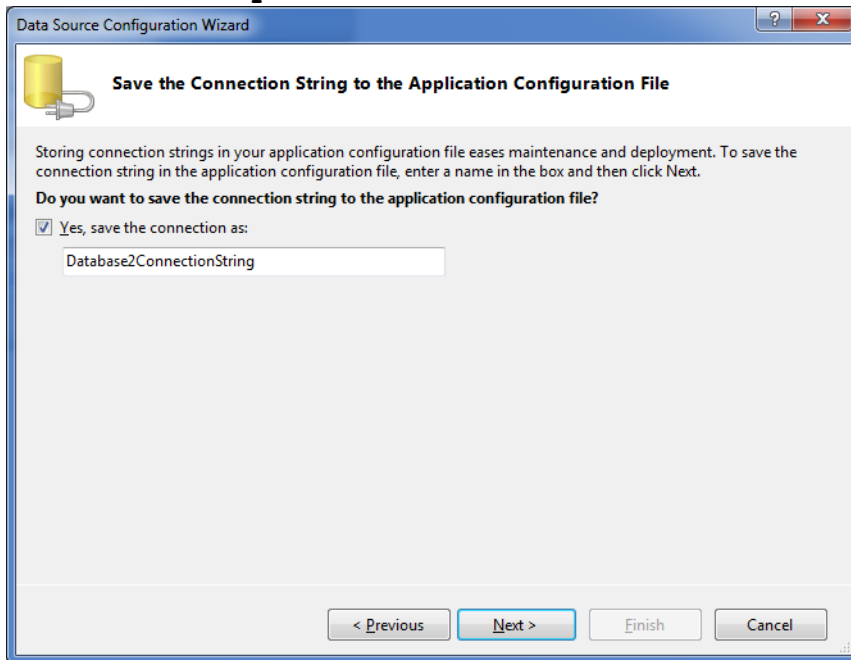 Data Source Configuration Wizard
Save the Connection String to the Application Configuration File
Storing connection strings in your application configuration file eases maintenance and deployment. To save the
connection string in the application configuration file, enter a name in the box and then click Next.
Do you want to save the connection string to the application configuration file?
Yes, save the connection as:
Database2ConnectionString
< Previous Next > Finish Cancel